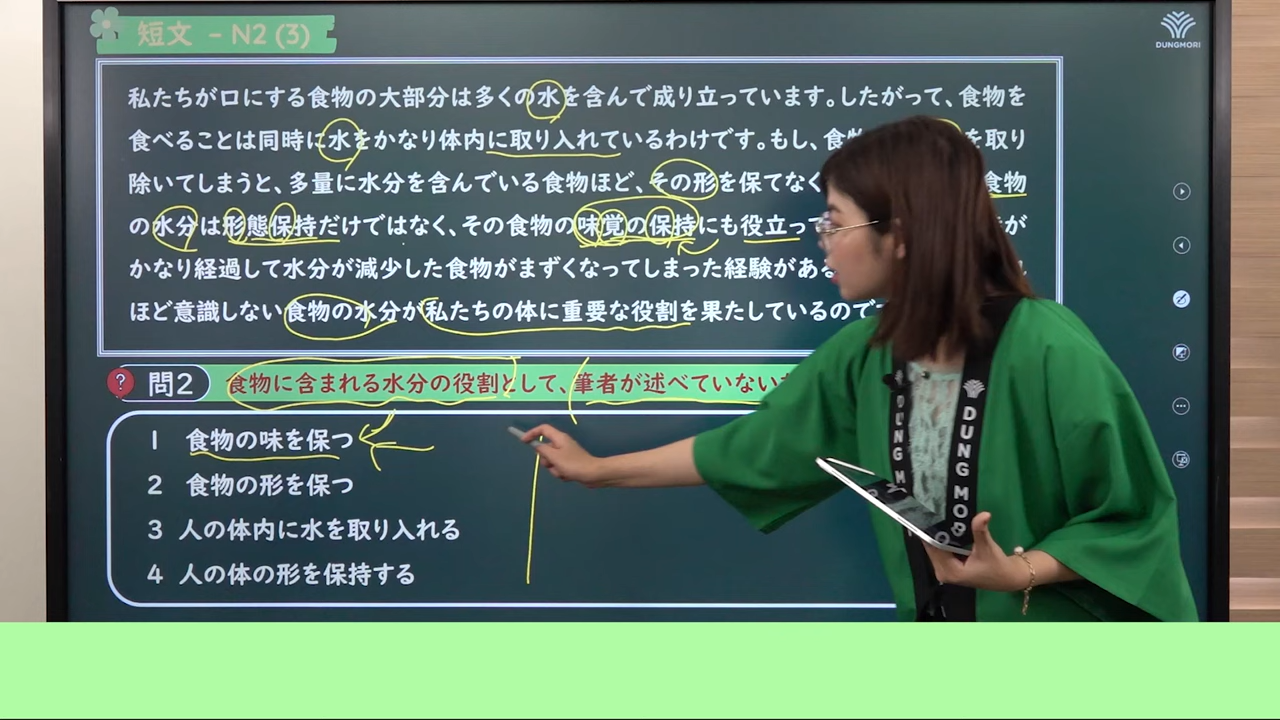 短文 - N2 (3)
DUNGMORI
私たちが口にする食物の大部分は多くの水を含んで成り立っています。したがって、食物を
食べることは同時に水をかなり体内に取り入れているわけです。もし、食 を取り
除いてしまうと、多量に水分を含んでいる食物ほど、その形を保てなく 食物
の水分は形態保持だけではなく、その食物の味覚の保持にも役立っ が
かなり経過して水分が減少した食物がまずくなってしまった経験がある
ほど意識しない食物の水分が私たちの体に重要な役割を果たしているので
? 問2 食物に含まれる水分の役割として、筆者が述べていない
1 食物の味を保つ
2 食物の形を保つ
3 人の体内に水を取り入れる
4 人の体の形を保持する
DUNG MO
DUNG MOR